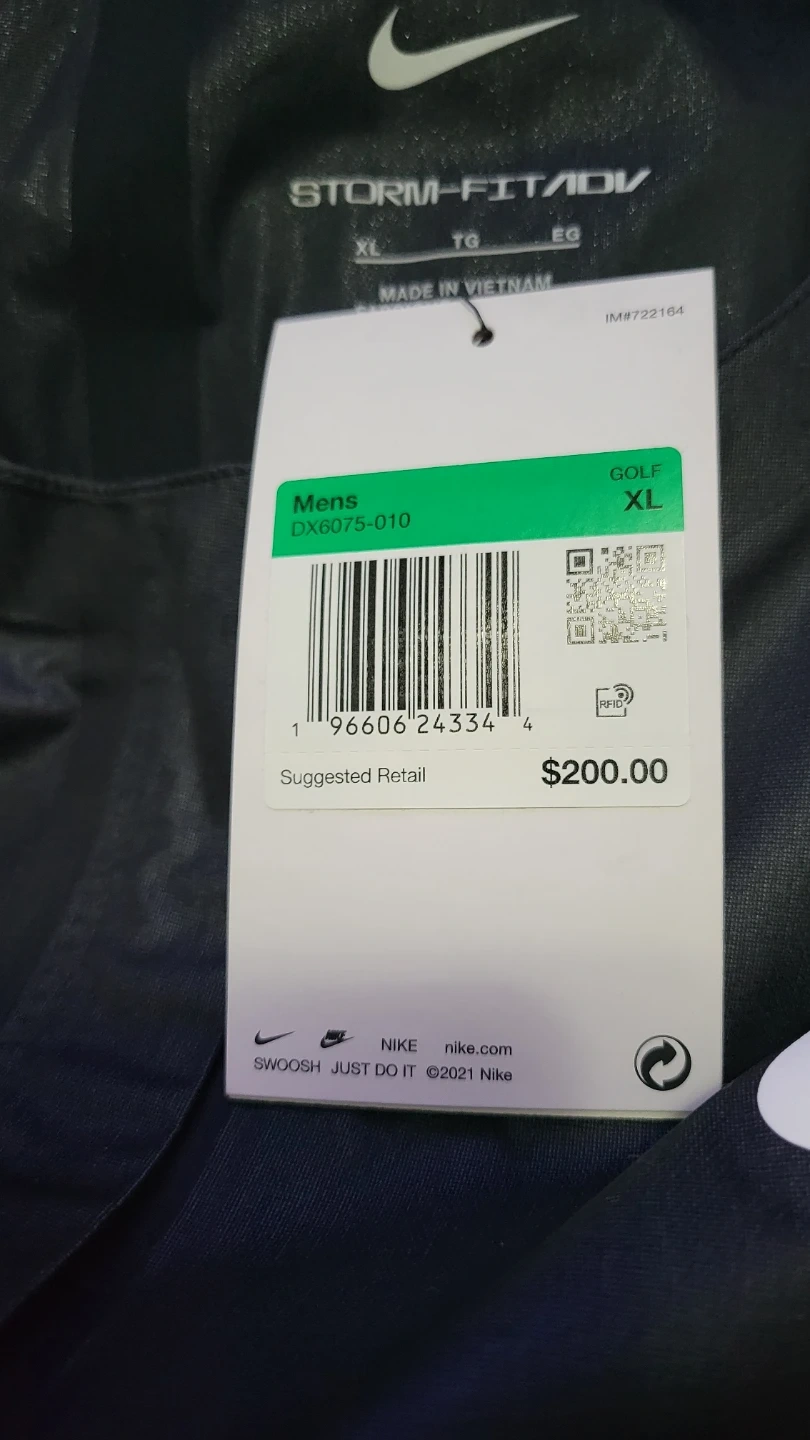 STORM-FIT ADV
XL TG EG
MADE IN VIETNAM
IM#722164
Mens GOLF
DX6075-010 XL
1 96606 24334 4
RFID
Suggested Retail $200.00
NIKE nike.com
SWOOSH JUST DO IT ©2021 Nike